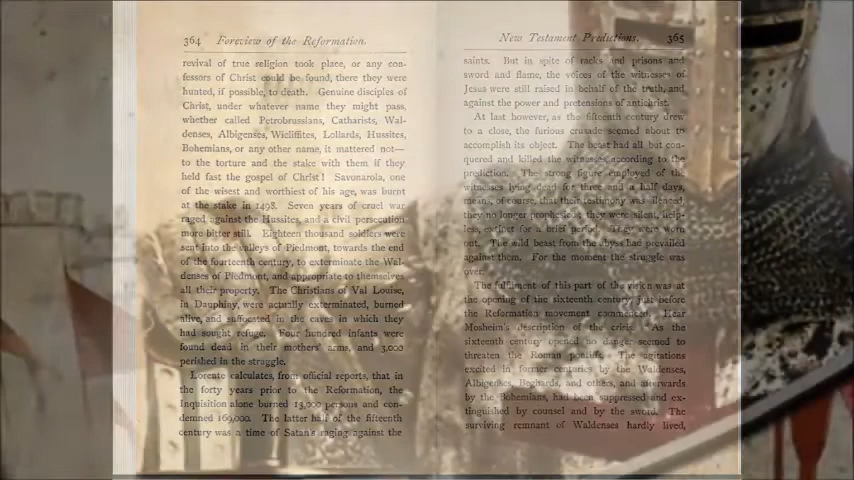 364 Foreview of the Reformation.
revival of true religion took place, or any con-
fessors of Christ could be found, there they were
hunted, if possible, to death. Genuine disciples of
Christ, under whatever name they might pass,
whether called Petrobrussians, Catharists, Wal-
denses, Albigenses, Wicliffites, Lollards, Hussites,
Bohemians, or any other name, it mattered not—
to the torture and the stake with them if they
held fast the gospel of Christ! Savonarola, one
of the wisest and worthiest of his age, was burnt
at the stake in 1498. Seven years of cruel war
raged against the Hussites, and a civil persecution
more bitter still. Eighteen thousand soldiers were
sent into the valleys of Piedmont, towards the end
of the fourteenth century, to exterminate the Wal-
denses of Piedmont, and appropriate to themselves
all their property. The Christians of Val Louise,
in Dauphiny, were actually exterminated, burned
alive, and suffocated in the caves in which they
had sought refuge. Four hundred infants were
found dead in their mothers' arms, and 3,000
perished in the struggle.
Lorente calculates, from official reports, that in
the forty years prior to the Reformation, the
Inquisition alone burned 13,000 persons and con-
demned 169,000. The latter half of the fifteenth
century was a time of Satan's raging against the
New Testament Predictions. 365
saints. But in spite of racks and prisons and
sword and flame, the voices of the witnesses of
Jesus were still raised in behalf of the truth, and
against the power and pretensions of antichrist.
At last however, as the fifteenth century drew
to a close, the furious crusade seemed about to
accomplish its object. The beast had all but con-
quered and killed the witnesses according to the
prediction. The strong figure employed of the
witnesses lying dead for three and a half days,
means, of course, that their testimony was silenced,
they no longer prophesied; they were silent, help-
less, extinct for a brief period. They were worn
out. The wild beast from the abyss had prevailed
against them. For the moment the struggle was
over.
The fulfilment of this part of the vision was at
the opening of the sixteenth century, just before
the Reformation movement commenced. Hear
Mosheim's description of the crisis. "As the
sixteenth century opened no danger seemed to
threaten the Roman pontiffs. The agitations
excited in former centuries by the Waldenses,
Albigenses, Beghards, and others, and afterwards
by the Bohemians, had been suppressed and ex-
tinguished by counsel and by the sword. The
surviving remnant of Waldenses hardly lived,